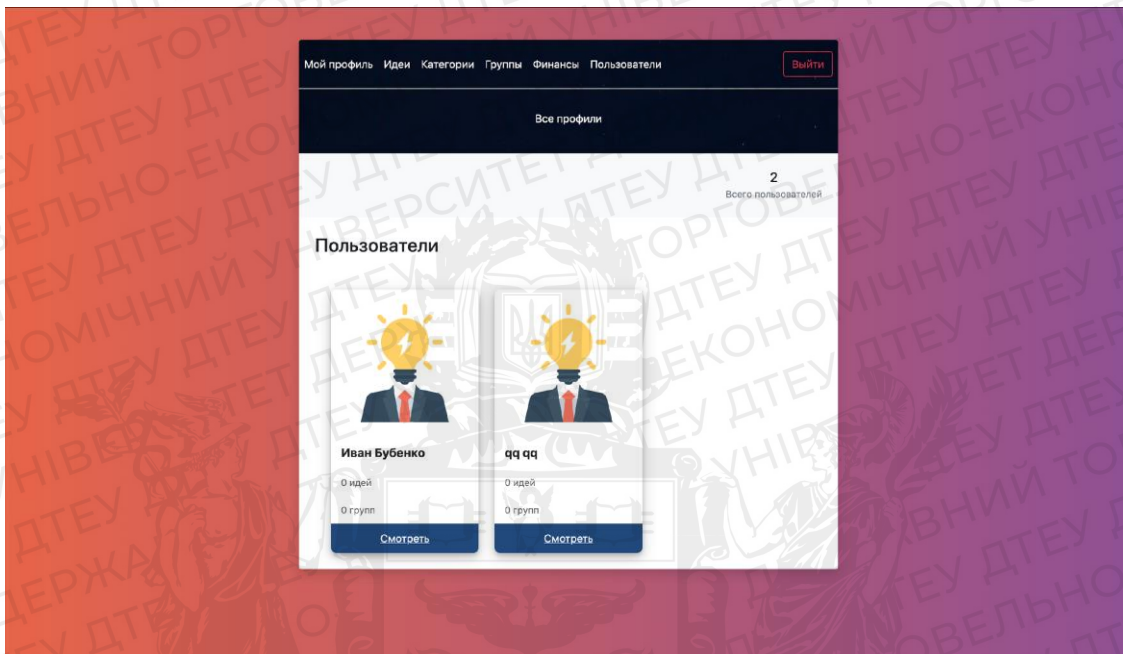 Мой профиль Идеи Категории Группы Финансы Пользователи Выйти
Все профили
2
Всего пользователей
Пользователи
Иван Бубенко
0 идей
0 групп
Смотреть
qq qq
0 идей
0 групп
Смотреть